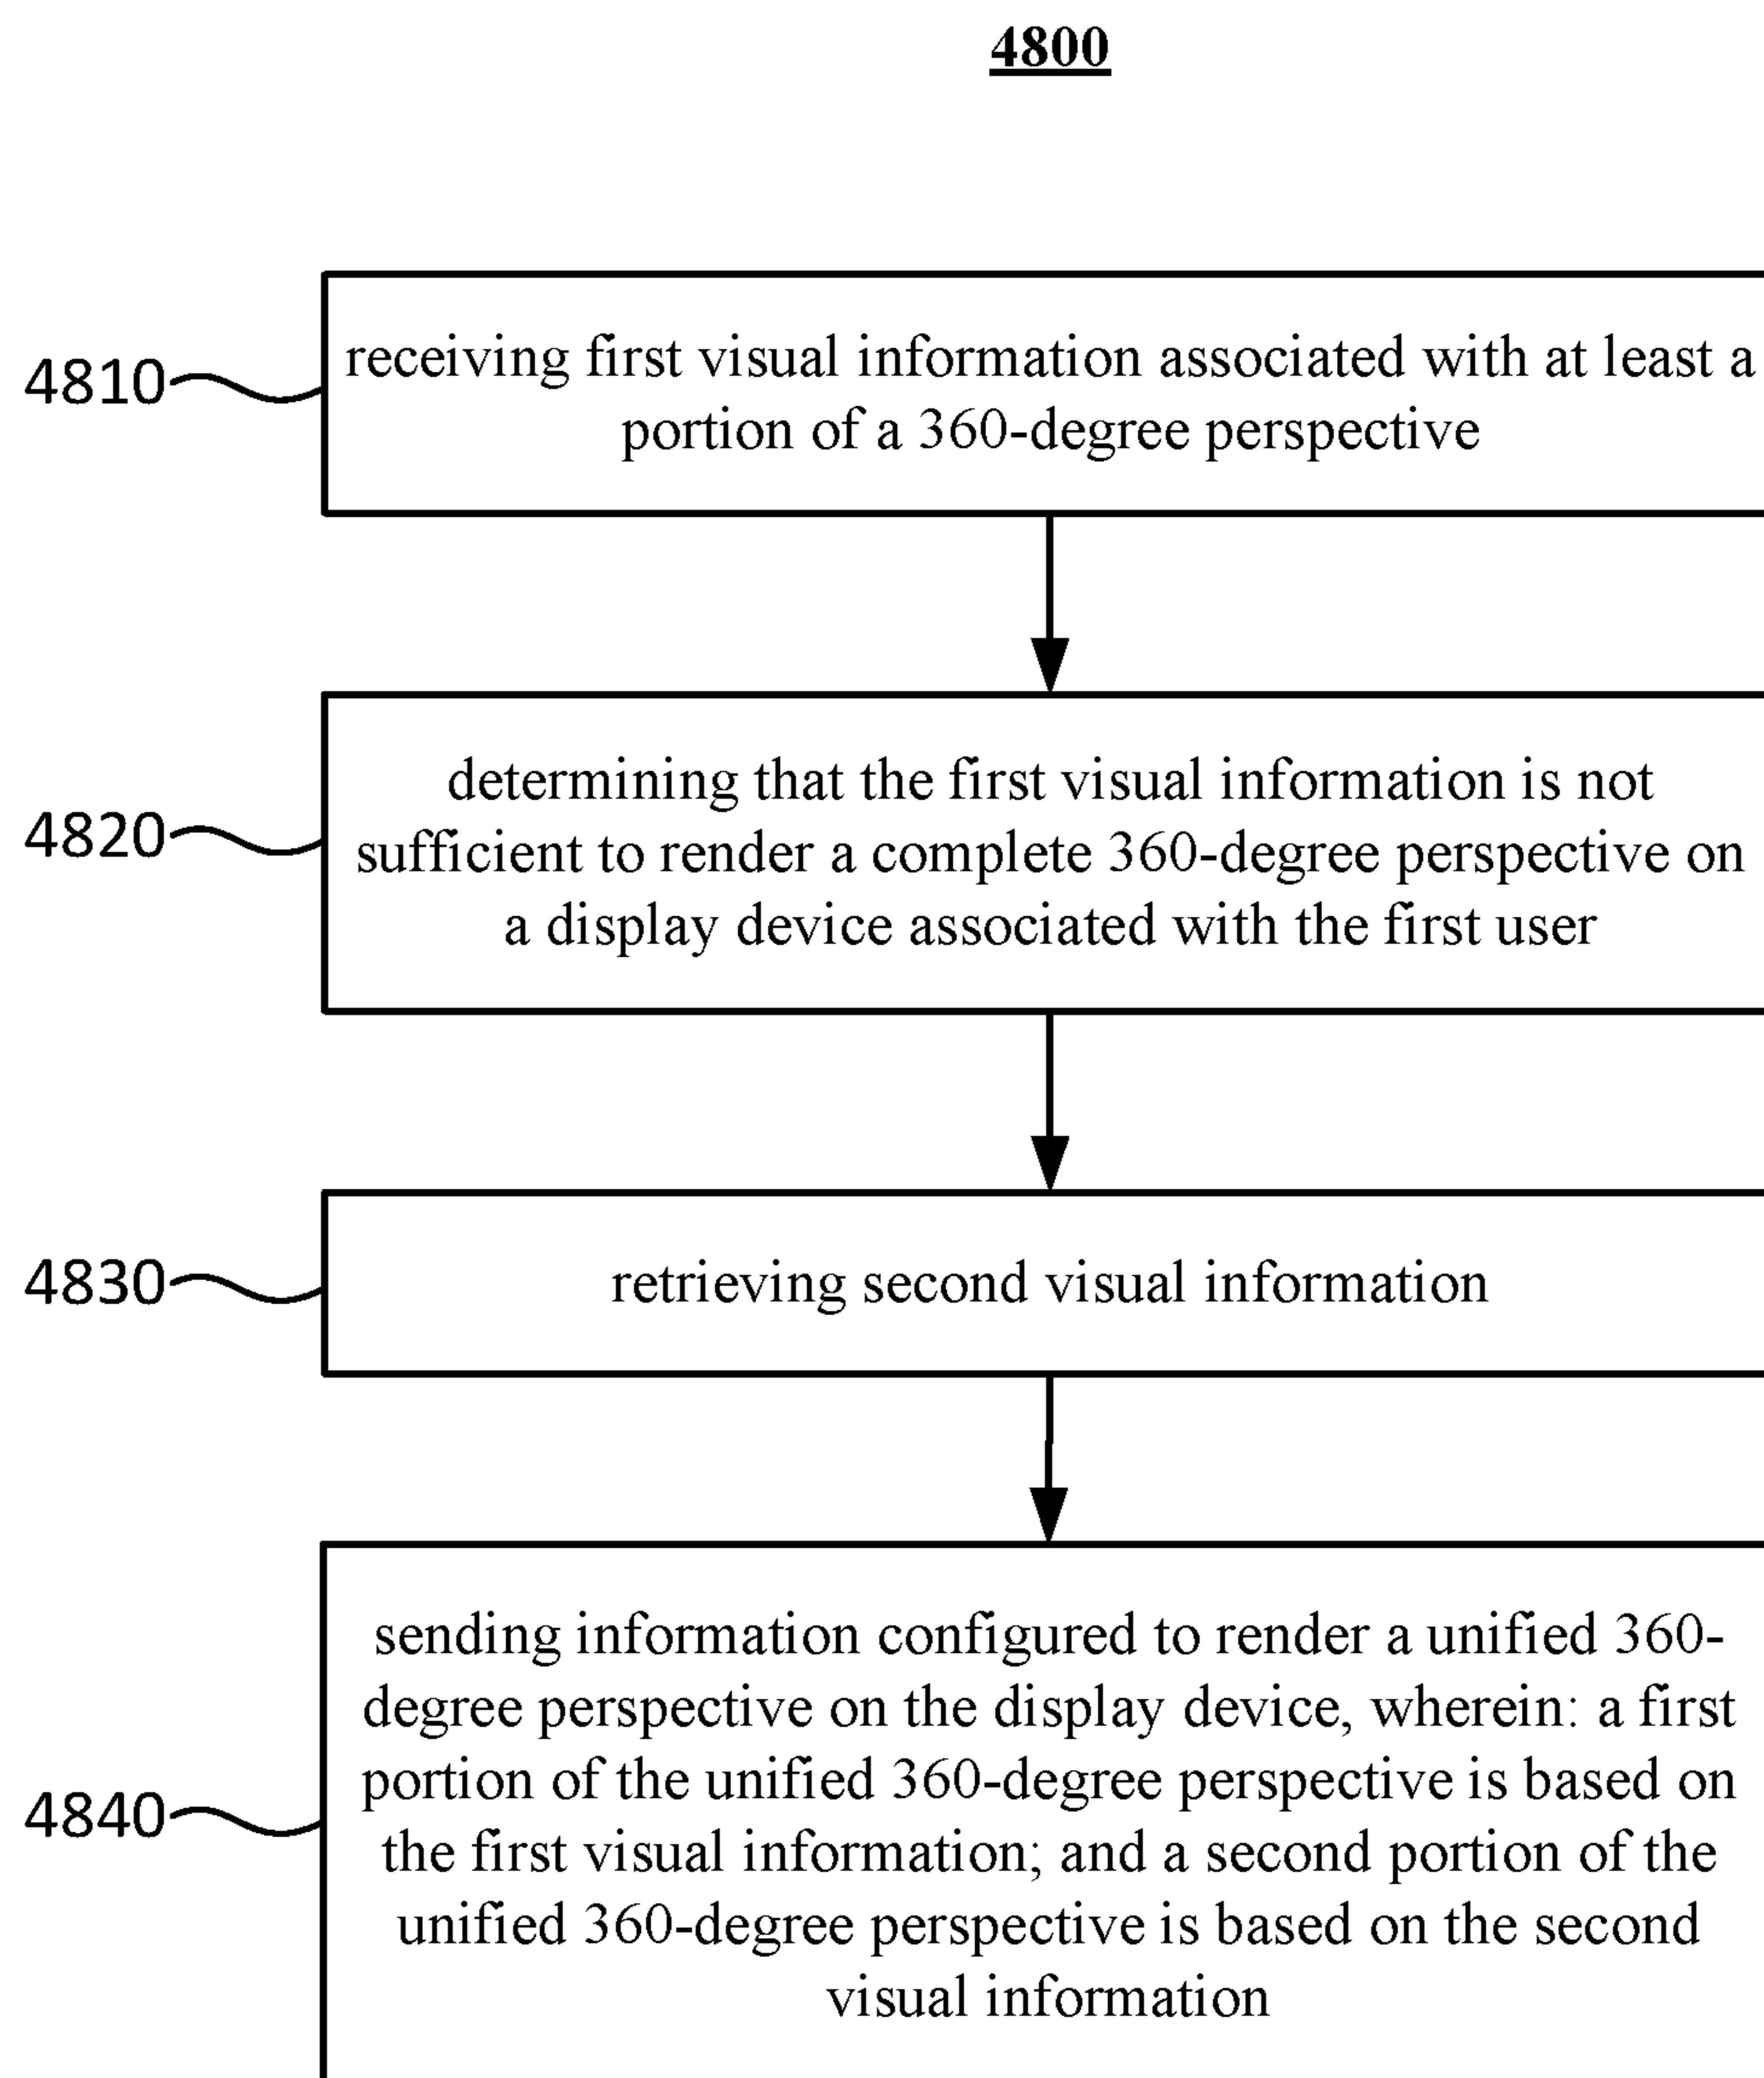 4800
4810
receiving first visual information associated with at least a
portion of a 360-degree perspective
4820
determining that the first visual information is not
sufficient to render a complete 360-degree perspective on
a display device associated with the first user
4830
retrieving second visual information
4840
sending information configured to render a unified 360-
degree perspective on the display device, wherein: a first
portion of the unified 360-degree perspective is based on
the first visual information; and a second portion of the
unified 360-degree perspective is based on the second
visual information